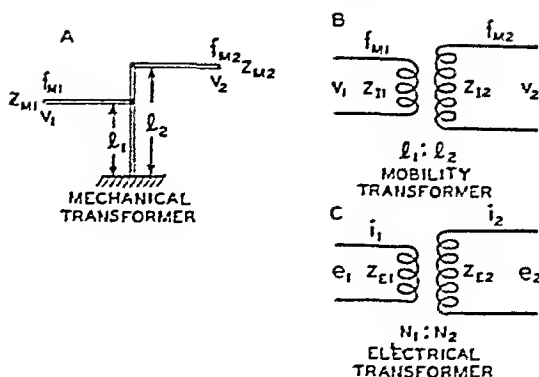 A
f_M1
Z_M1
v_1
l_1
l_2
f_M2
Z_M2
v_2
MECHANICAL
TRANSFORMER
B
f_M1
f_M2
v_1
Z_I1
Z_I2
v_2
l_1 : l_2
MOBILITY
TRANSFORMER
C
i_1
i_2
e_1
Z_E1
Z_E2
e_2
N_1 : N_2
ELECTRICAL
TRANSFORMER